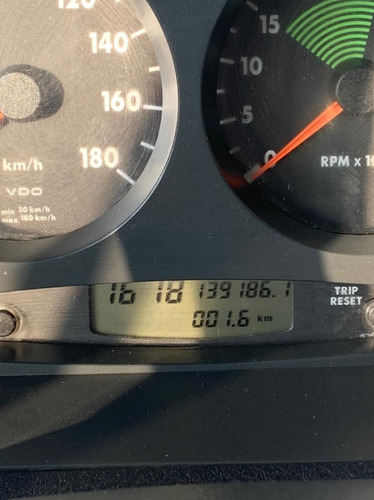 120
140
160
180
km/h
VDO
min 30 km/h
max 180 km/h
15
10
5
0
RPM x 10
16 18 139186.1
001.6 km
TRIP
RESET